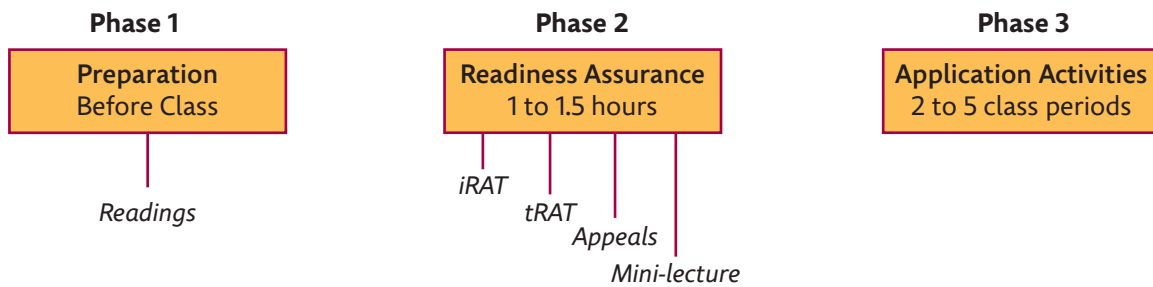 Phase 1
Preparation
Before Class
Readings
Phase 2
Readiness Assurance
1 to 1.5 hours
iRAT
tRAT
Appeals
Mini-lecture
Phase 3
Application Activities
2 to 5 class periods